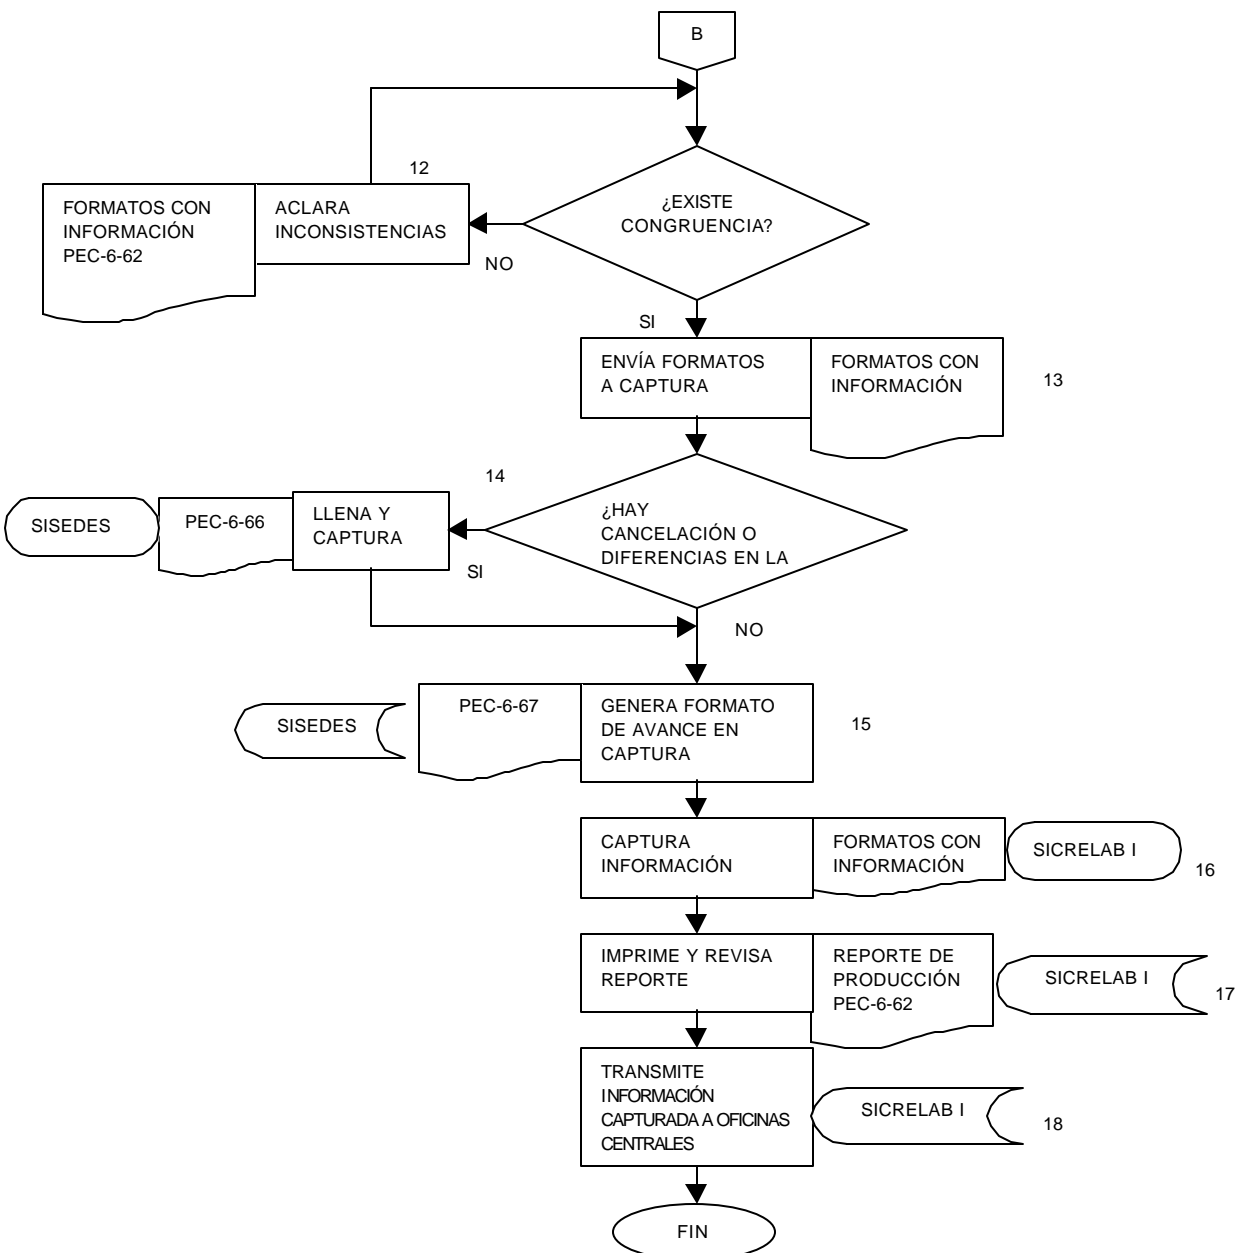 B
12
FORMATOS CON
INFORMACIÓN
PEC-6-62
ACLARA
INCONSISTENCIAS
¿EXISTE
CONGRUENCIA?
NO
SI
ENVÍA FORMATOS
A CAPTURA
FORMATOS CON
INFORMACIÓN
13
14
SISEDES
PEC-6-66
LLENA Y
CAPTURA
¿HAY
CANCELACIÓN O
DIFERENCIAS EN LA
SI
NO
SISEDES
PEC-6-67
GENERA FORMATO
DE AVANCE EN
CAPTURA
15
CAPTURA
INFORMACIÓN
FORMATOS CON
INFORMACIÓN
SICRELAB I
16
IMPRIME Y REVISA
REPORTE
REPORTE DE
PRODUCCIÓN
PEC-6-62
SICRELAB I
17
TRANSMITE
INFORMACIÓN
CAPTURADA A OFICINAS
CENTRALES
SICRELAB I
18
FIN